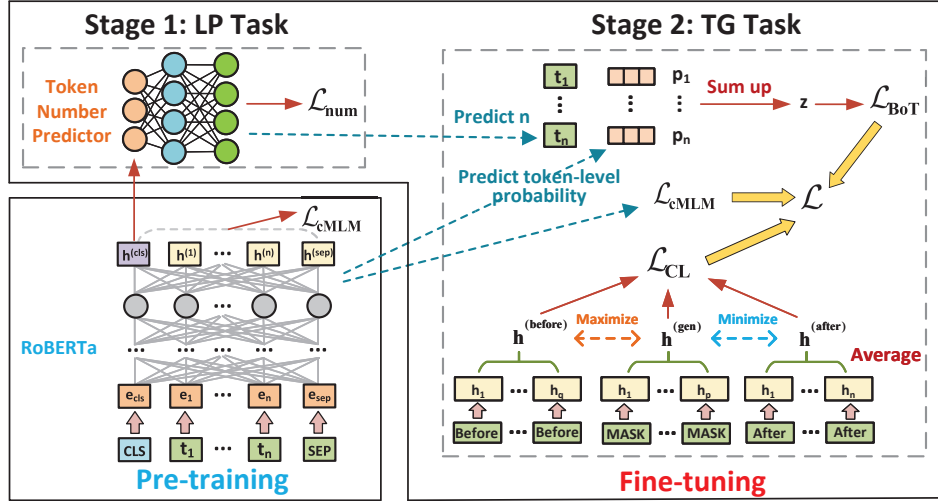 Stage 1: LP Task
Token
Number
Predictor
ℒnum
RoBERTa
ℒcMLM
h(cls) h(1) ... h(n) h(sep)
...
... ... ... ... ...
ecls e1 ... en esep
CLS t1 ... tn SEP
Pre-training
Stage 2: TG Task
t1 p1
Sum up z ℒBoT
⋮ ⋮ ⋮
Predict n
tn pn
Predict token-level
probability
ℒcMLM ℒ
ℒCL
h(before) Maximize h(gen) Minimize h(after)
Average
h1 ... hq h1 ... hp h1 ... hn
Before ... Before MASK ... MASK After ... After
Fine-tuning